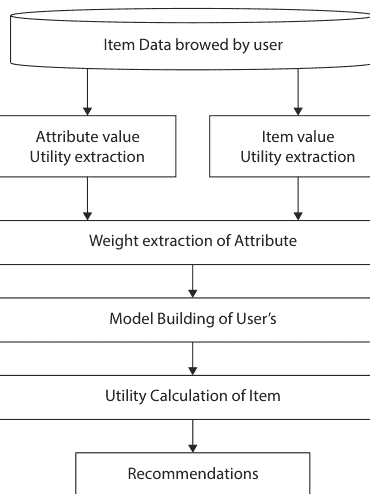 Item Data browed by user
Attribute value
Utility extraction
Item value
Utility extraction
Weight extraction of Attribute
Model Building of User's
Utility Calculation of Item
Recommendations